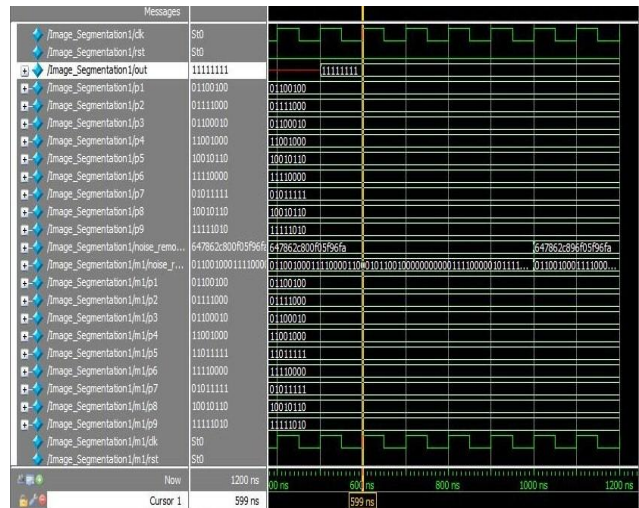 Messages
/Image_Segmentation1/clk St0
/Image_Segmentation1/rst St0
/Image_Segmentation1/out 11111111 11111111
/Image_Segmentation1/p1 01100100 01100100
/Image_Segmentation1/p2 01111000 01111000
/Image_Segmentation1/p3 01100010 01100010
/Image_Segmentation1/p4 11001000 11001000
/Image_Segmentation1/p5 10010110 10010110
/Image_Segmentation1/p6 11110000 11110000
/Image_Segmentation1/p7 01011111 01011111
/Image_Segmentation1/p8 10010110 10010110
/Image_Segmentation1/p9 11111010 11111010
/Image_Segmentation1/noise_remo... 647862c800f05f96fa 647862c800f05f96fa 647862c896f05f96fa
/Image_Segmentation1/m1/noise_r... 0110010001111000
/Image_Segmentation1/m1/p1 01100100 01100100
/Image_Segmentation1/m1/p2 01111000 01111000
/Image_Segmentation1/m1/p3 01100010 01100010
/Image_Segmentation1/m1/p4 11001000 11001000
/Image_Segmentation1/m1/p5 11011111 11011111
/Image_Segmentation1/m1/p6 11110000 11110000
/Image_Segmentation1/m1/p7 01011111 01011111
/Image_Segmentation1/m1/p8 10010110 10010110
/Image_Segmentation1/m1/p9 11111010 11111010
/Image_Segmentation1/m1/clk St0
/Image_Segmentation1/m1/rst St0
Now 1200 ns 00 ns 600 ns 800 ns 1000 ns 1200 ns
Cursor 1 599 ns 599 ns